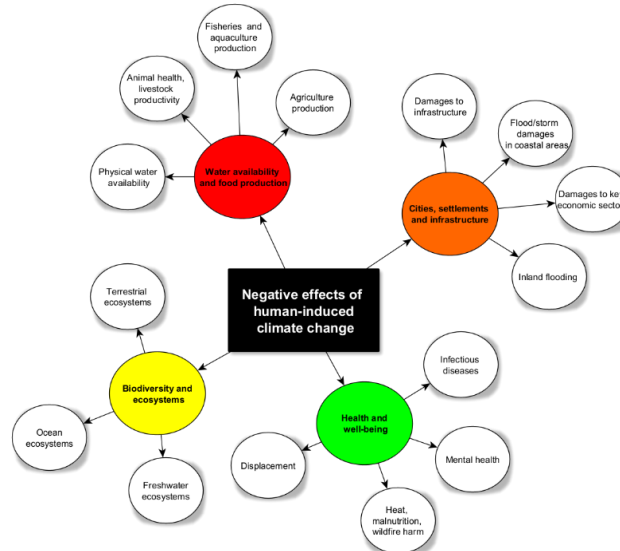 Fisheries and
aquaculture
production
Animal health,
livestock
productivity
Agriculture
production
Physical water
availability
Water availability
and food production
Damages to
infrastructure
Flood/storm
damages
in coastal areas
Damages to key
economic sector
Cities, settlements
and infrastructure
Inland flooding
Negative effects of
human-induced
climate change
Terrestrial
ecosystems
Biodiversity and
ecosystems
Ocean
ecosystems
Freshwater
ecosystems
Infectious
diseases
Health and
well-being
Mental health
Displacement
Heat,
malnutrition,
wildfire harm